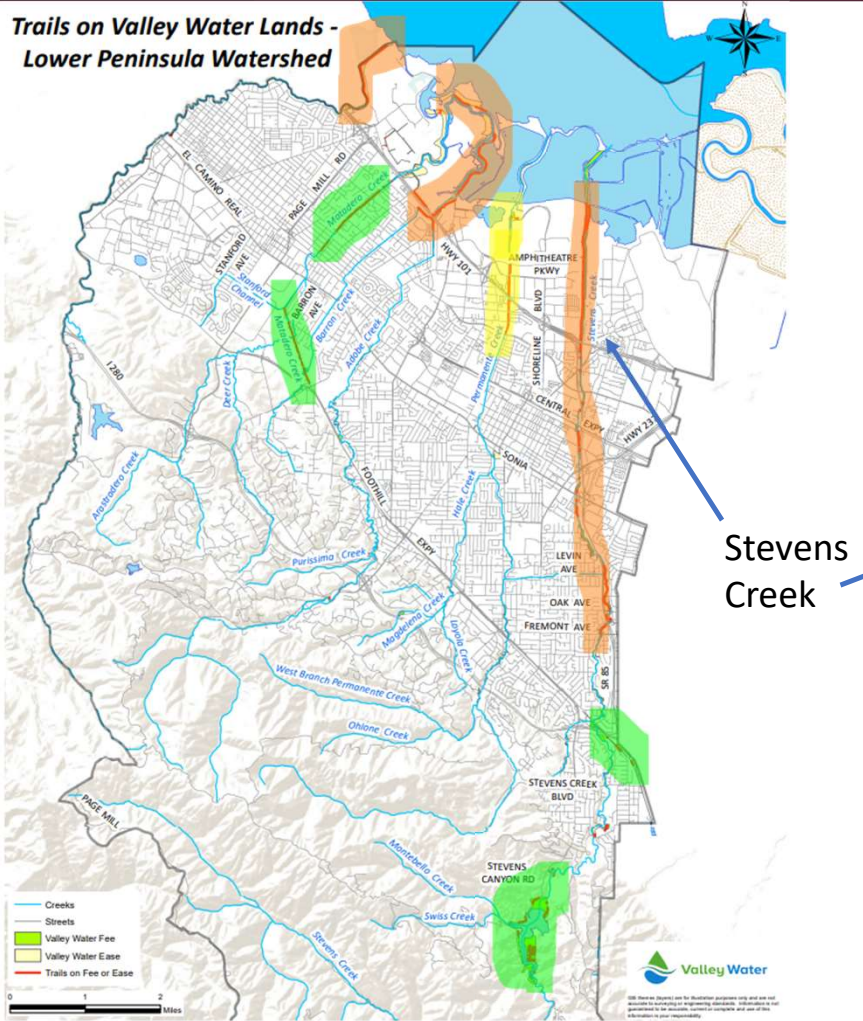 Trails on Valley Water Lands -
Lower Peninsula Watershed
N
W
E
S
EL CAMINO REAL
PAGE MILL RD
Matadero Creek
STANFORD
AVE
Stanford
Channel
BARRON
AVE
Matadero Creek
Barron Creek
Adobe Creek
HWY 101
AMPHITHEATRE
PKWY
Permanente Creek
SHORELINE BLVD
Stevens Creek
I 280
Deer Creek
CENTRAL EXPY
HWY 237
SONIA
Arastradero Creek
FOOTHILL
EXPY
Hale Creek
Stevens
Creek
Purissima Creek
LEVIN
AVE
OAK AVE
FREMONT AVE
Magdelena Creek
Loyola Creek
SR 85
West Branch Permanente Creek
Ohlone Creek
STEVENS CREEK
BLVD
PAGE MILL
Montebello Creek
STEVENS
CANYON RD
Swiss Creek
Stevens Creek
Creeks
Streets
Valley Water Fee
Valley Water Ease
Trails on Fee or Ease
0 1 2
Miles
Valley Water